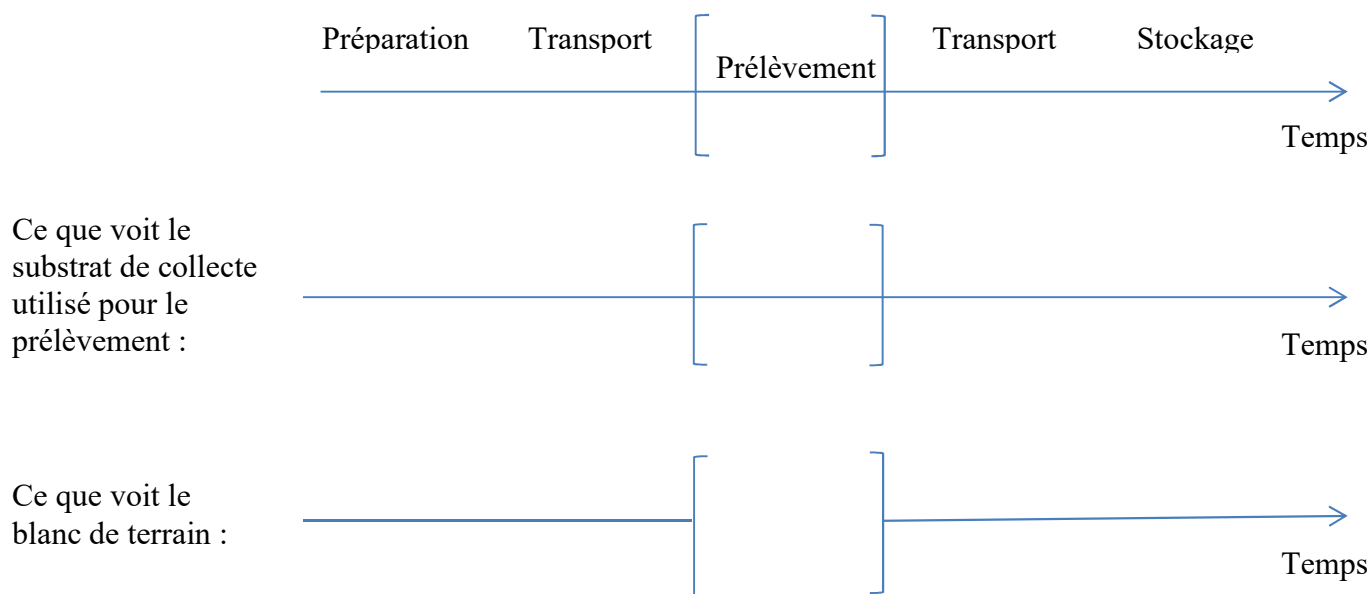 Préparation Transport Prélèvement Transport Stockage
Temps
Ce que voit le
substrat de collecte
utilisé pour le
prélèvement :
Temps
Ce que voit le
blanc de terrain :
Temps